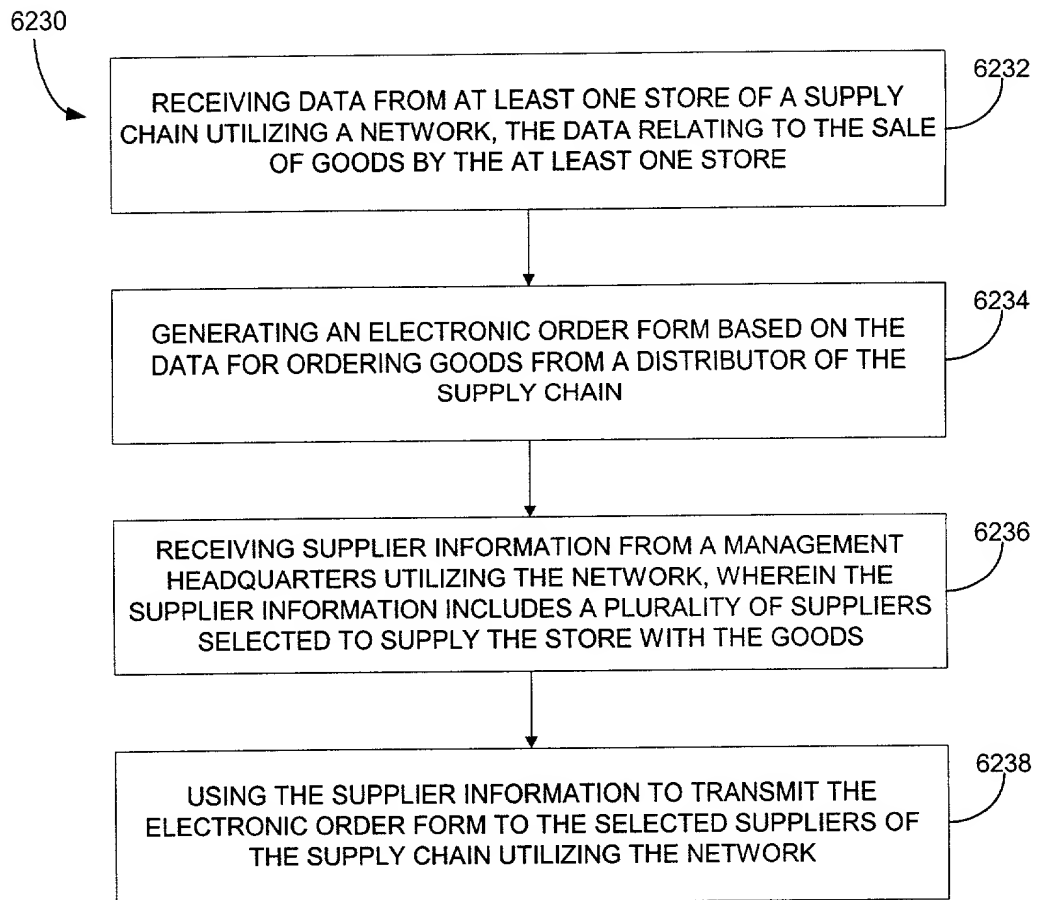 6230
6232
RECEIVING DATA FROM AT LEAST ONE STORE OF A SUPPLY
CHAIN UTILIZING A NETWORK, THE DATA RELATING TO THE SALE
OF GOODS BY THE AT LEAST ONE STORE
6234
GENERATING AN ELECTRONIC ORDER FORM BASED ON THE
DATA FOR ORDERING GOODS FROM A DISTRIBUTOR OF THE
SUPPLY CHAIN
6236
RECEIVING SUPPLIER INFORMATION FROM A MANAGEMENT
HEADQUARTERS UTILIZING THE NETWORK, WHEREIN THE
SUPPLIER INFORMATION INCLUDES A PLURALITY OF SUPPLIERS
SELECTED TO SUPPLY THE STORE WITH THE GOODS
6238
USING THE SUPPLIER INFORMATION TO TRANSMIT THE
ELECTRONIC ORDER FORM TO THE SELECTED SUPPLIERS OF
THE SUPPLY CHAIN UTILIZING THE NETWORK